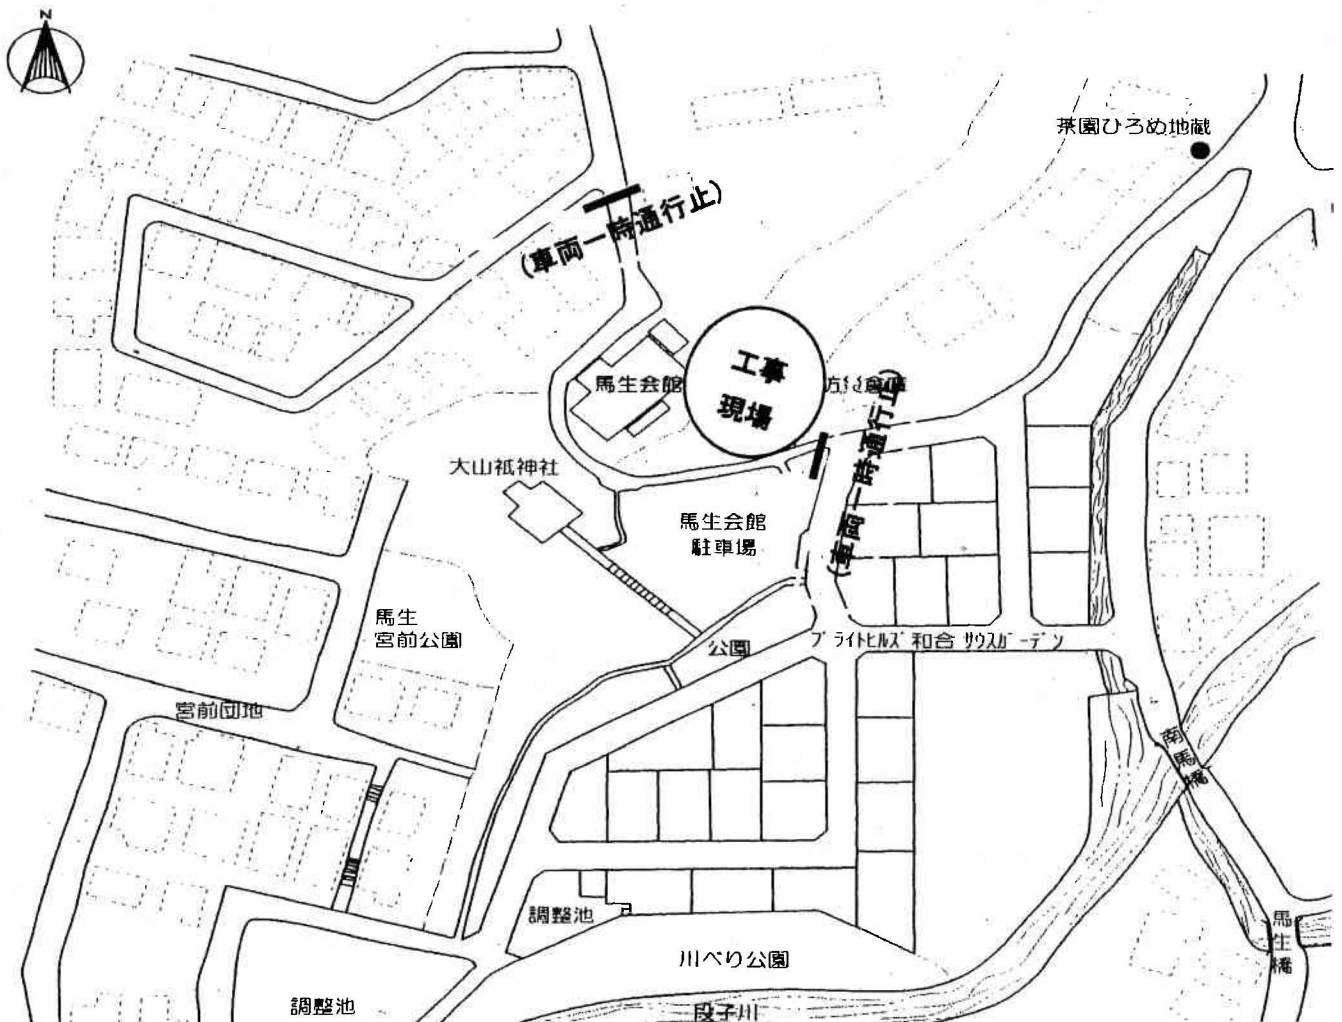 N
茶園ひろめ地蔵
(車両一時通行止)
工事
現場
馬生会館
(車両一時通行止)
大山祇神社
馬生会館
駐車場
馬生
宮前公園
公園
ブライトヒルズ 和合 サウスガーデン
宮前団地
南馬橋
調整池
馬生橋
川べり公園
調整池
段子川